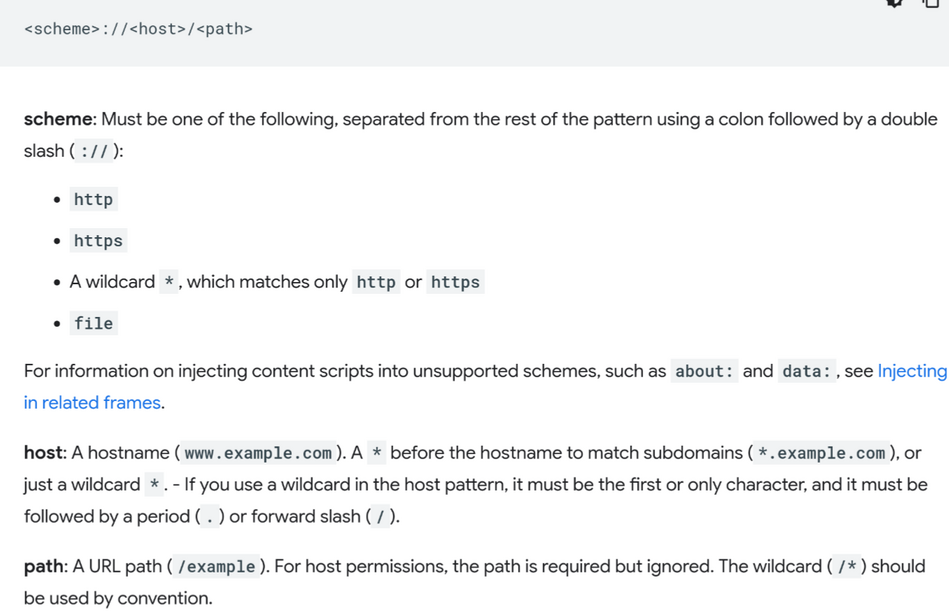 <scheme>://<host>/<path>
scheme: Must be one of the following, separated from the rest of the pattern using a colon followed by a double
slash ( :// ):
• http
• https
• A wildcard * , which matches only http or https
• file
For information on injecting content scripts into unsupported schemes, such as about: and data: , see Injecting
in related frames.
host: A hostname ( www.example.com ). A * before the hostname to match subdomains ( *.example.com ), or
just a wildcard * . - If you use a wildcard in the host pattern, it must be the first or only character, and it must be
followed by a period ( . ) or forward slash ( / ).
path: A URL path ( /example ). For host permissions, the path is required but ignored. The wildcard ( /* ) should
be used by convention.